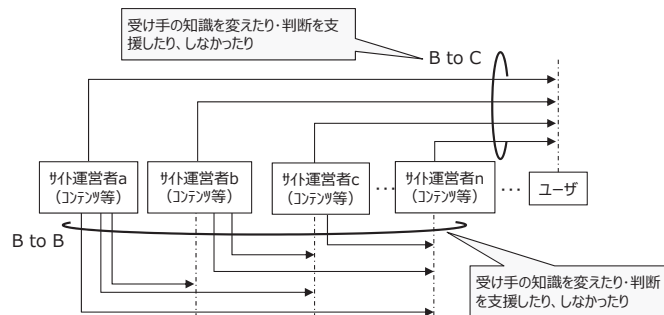 受け手の知識を変えたり・判断を支
援したり、しなかったり
B to C
ｻｲﾄ運営者a
（ｺﾝﾃﾝﾂ等）
ｻｲﾄ運営者b
（ｺﾝﾃﾝﾂ等）
ｻｲﾄ運営者c
（ｺﾝﾃﾝﾂ等）
…
ｻｲﾄ運営者n
（ｺﾝﾃﾝﾂ等）
…
ユーザ
B to B
受け手の知識を変えたり・判断
を支援したり、しなかったり